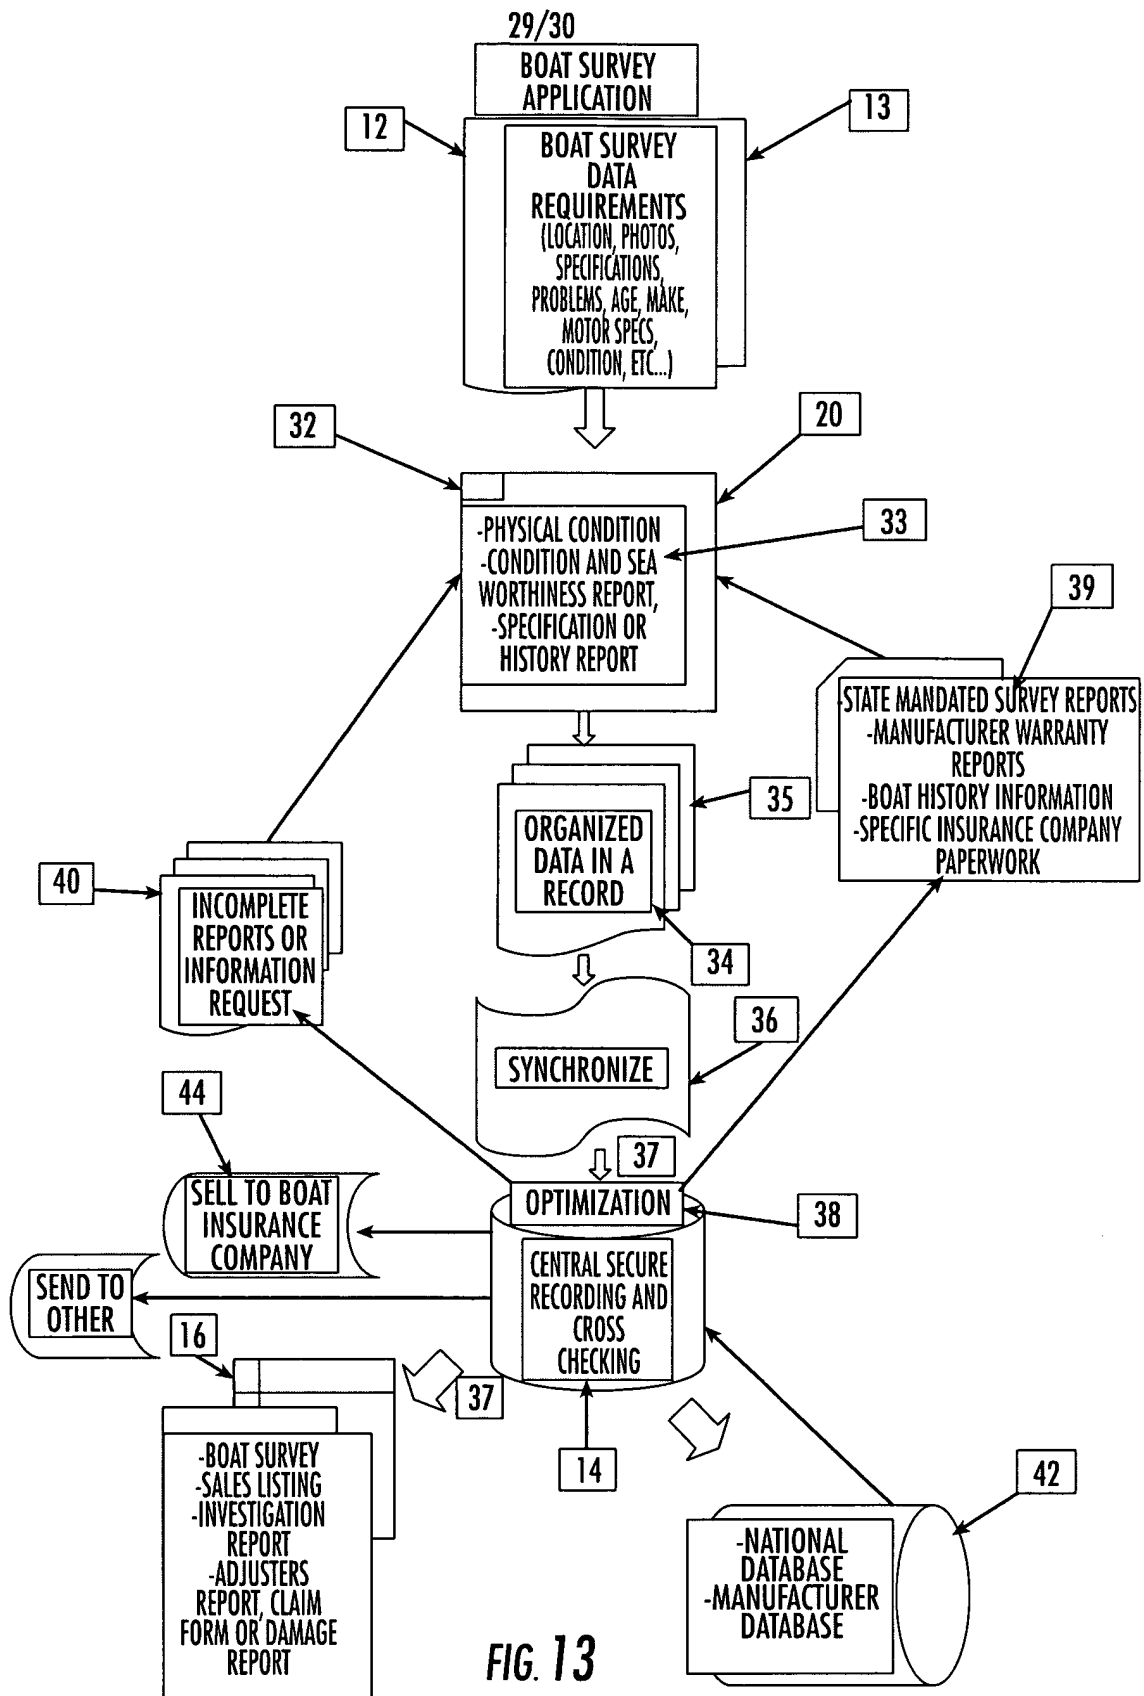 29/30
BOAT SURVEY
APPLICATION
12
13
BOAT SURVEY
DATA
REQUIREMENTS
(LOCATION, PHOTOS,
SPECIFICATIONS,
PROBLEMS, AGE, MAKE,
MOTOR SPECS,
CONDITION, ETC...)
32
20
-PHYSICAL CONDITION
-CONDITION AND SEA
WORTHINESS REPORT,
-SPECIFICATION OR
HISTORY REPORT
33
39
-STATE MANDATED SURVEY REPORTS
-MANUFACTURER WARRANTY
REPORTS
-BOAT HISTORY INFORMATION
-SPECIFIC INSURANCE COMPANY
PAPERWORK
35
ORGANIZED
DATA IN A
RECORD
34
40
INCOMPLETE
REPORTS OR
INFORMATION
REQUEST
36
SYNCHRONIZE
44
37
SELL TO BOAT
INSURANCE
COMPANY
OPTIMIZATION
38
SEND TO
OTHER
CENTRAL SECURE
RECORDING AND
CROSS
CHECKING
16
37
14
42
-BOAT SURVEY
-SALES LISTING
-INVESTIGATION
REPORT
-ADJUSTERS
REPORT, CLAIM
FORM OR DAMAGE
REPORT
-NATIONAL
DATABASE
-MANUFACTURER
DATABASE
FIG. 13